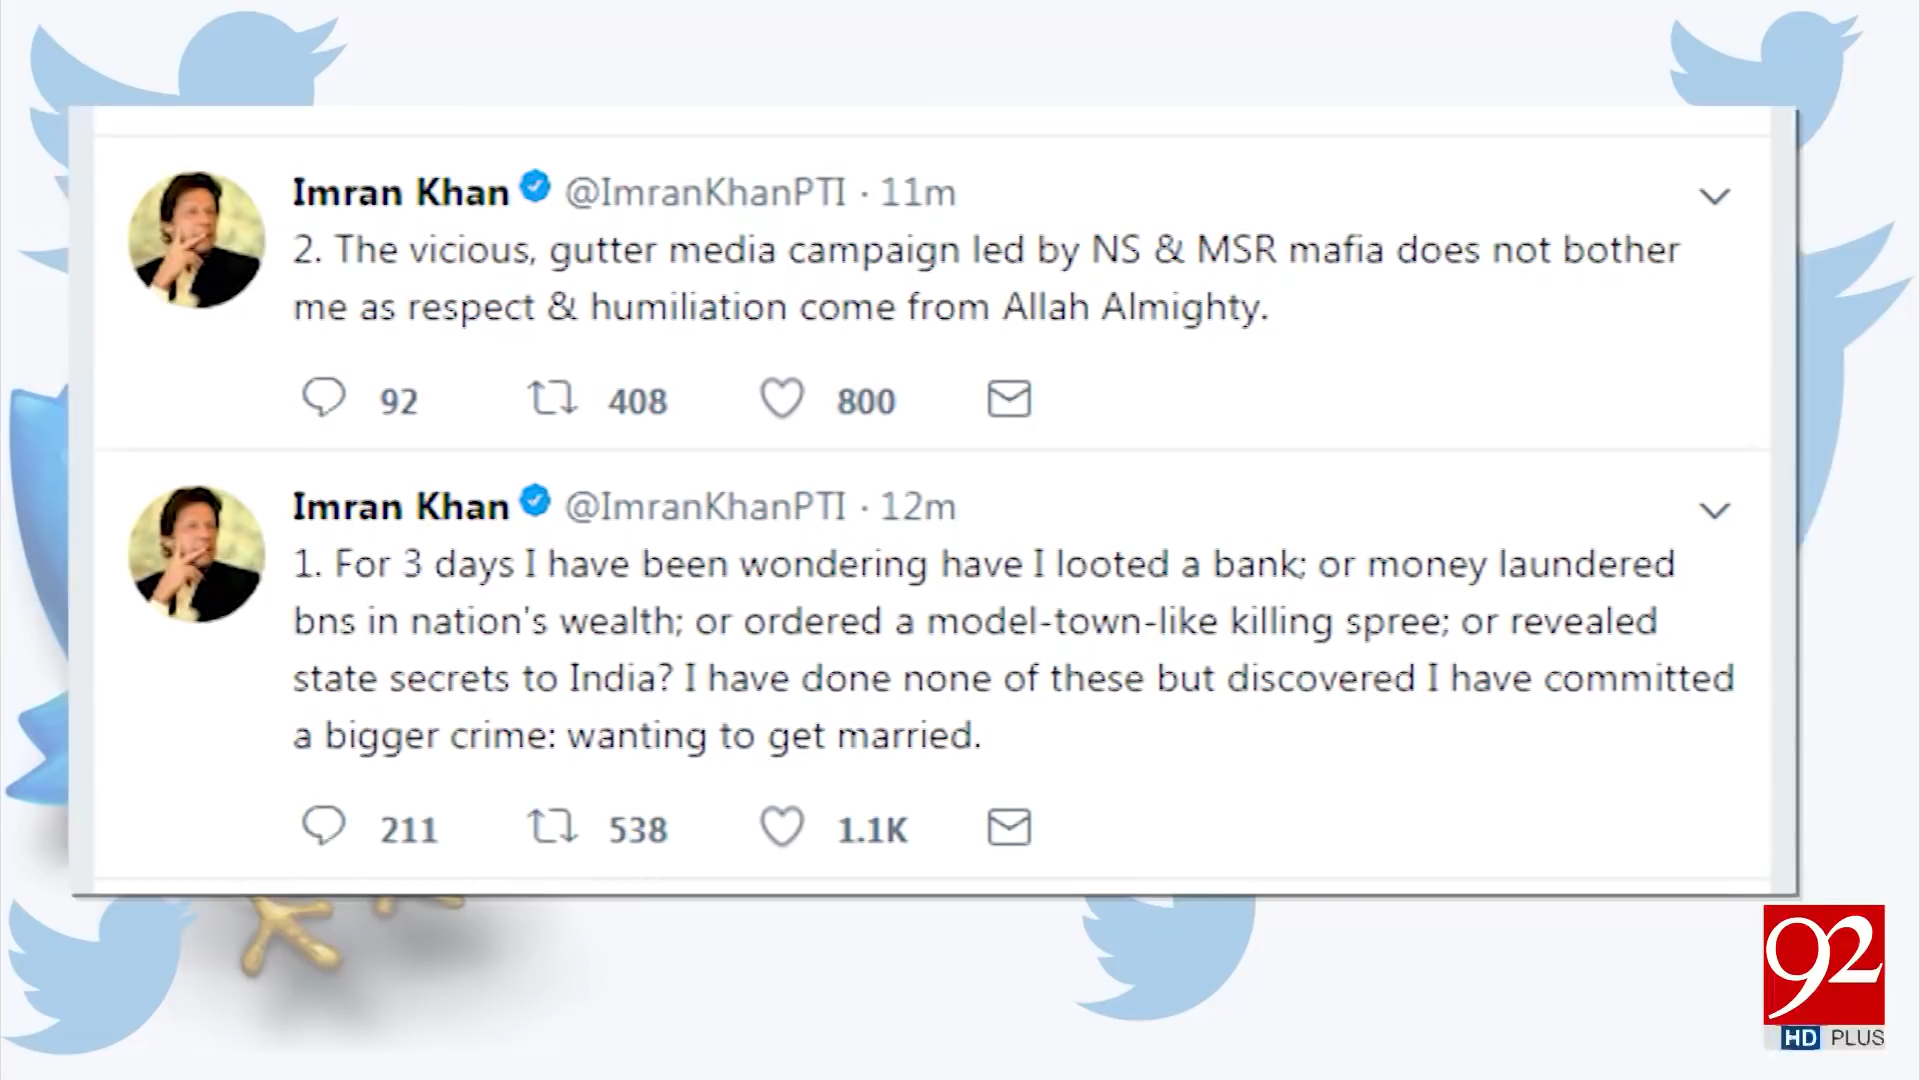 Imran Khan @ImranKhanPTI · 11m
2. The vicious, gutter media campaign led by NS & MSR mafia does not bother
me as respect & humiliation come from Allah Almighty.
92 408 800
Imran Khan @ImranKhanPTI · 12m
1. For 3 days I have been wondering have I looted a bank; or money laundered
bns in nation's wealth; or ordered a model-town-like killing spree; or revealed
state secrets to India? I have done none of these but discovered I have committed
a bigger crime: wanting to get married.
211 538 1.1K
92
HD PLUS